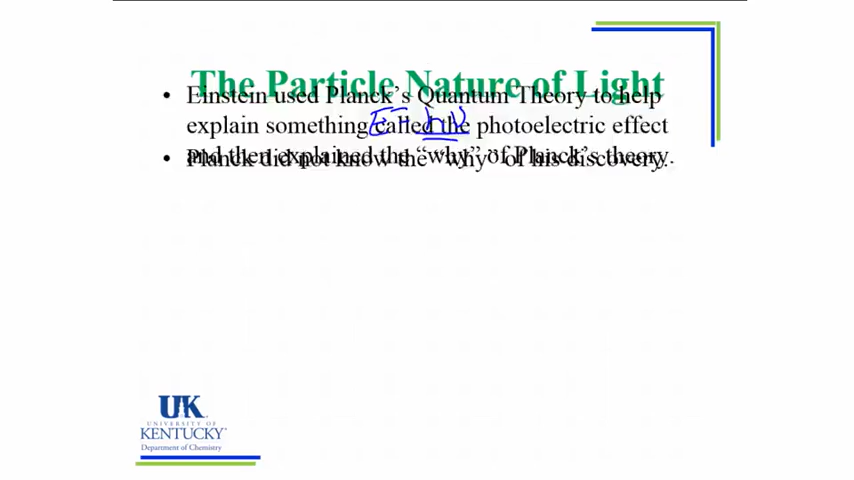 The Particle Nature of Light
• Einstein used Planck's Quantum Theory to help
explain something called the photoelectric effect
and then explained the “why” of Planck's theory.
• Planck did not know the “why” of his discovery.
E = hν
UK
UNIVERSITY OF
KENTUCKY
Department of Chemistry